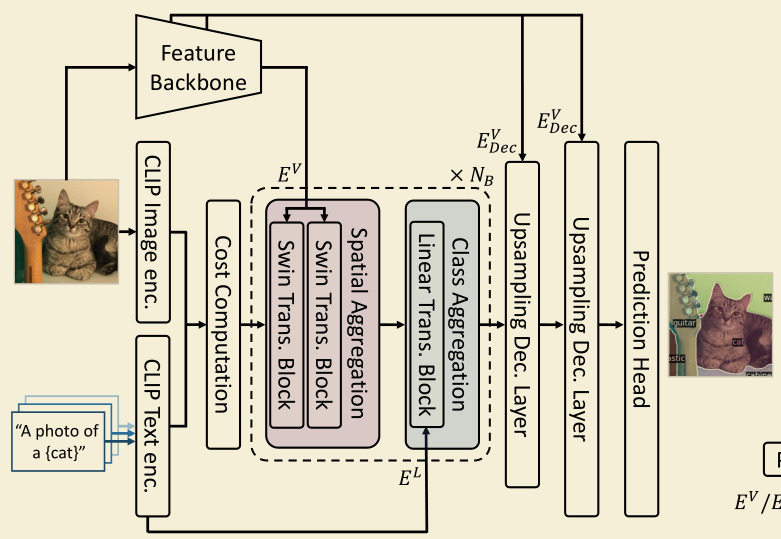 Feature
Backbone
E^V_Dec
E^V_Dec
E^V
× N_B
CLIP Image enc.
CLIP Text enc.
Cost Computation
Swin Trans. Block
Swin Trans. Block
Spatial Aggregation
Linear Trans. Block
Class Aggregation
Upsampling Dec. Layer
Upsampling Dec. Layer
Prediction Head
"A photo of
a {cat}"
E^L
guitar
cat
E^V/E